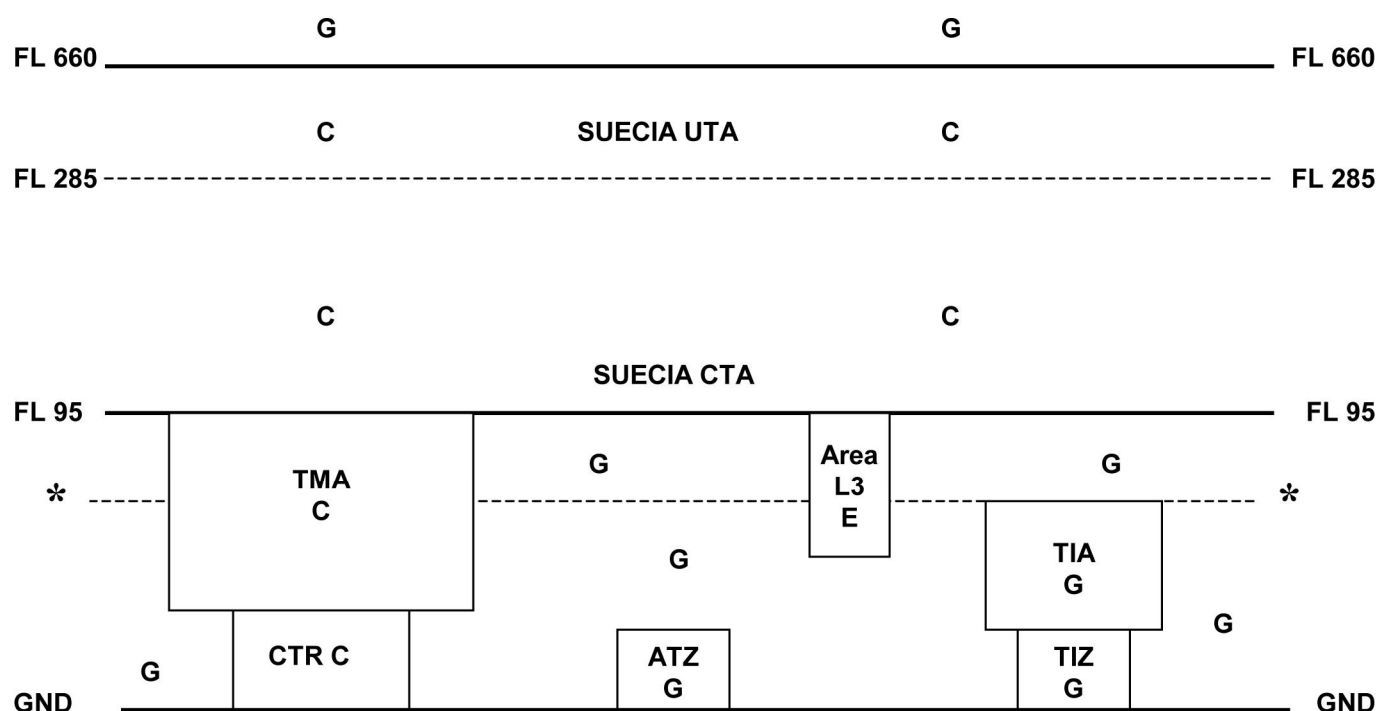 G G
FL 660 FL 660
C SUECIA UTA C
FL 285 FL 285
C C
SUECIA CTA
FL 95 FL 95
TMA
C
G
Area
L3
E
G
* *
G
TIA
G
G
CTR C
G
ATZ
G
TIZ
G
GND GND